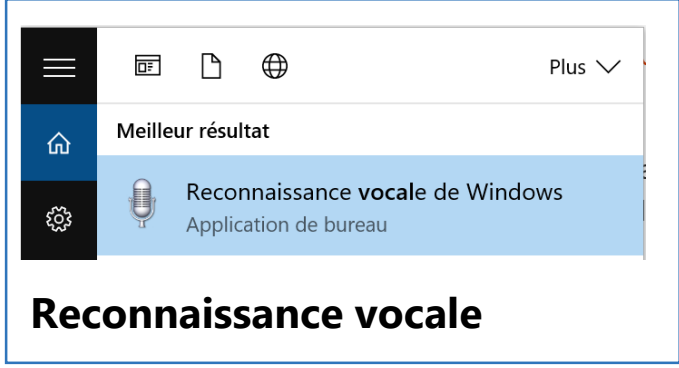 Plus
Meilleur résultat
Reconnaissance vocale de Windows
Application de bureau
Reconnaissance vocale